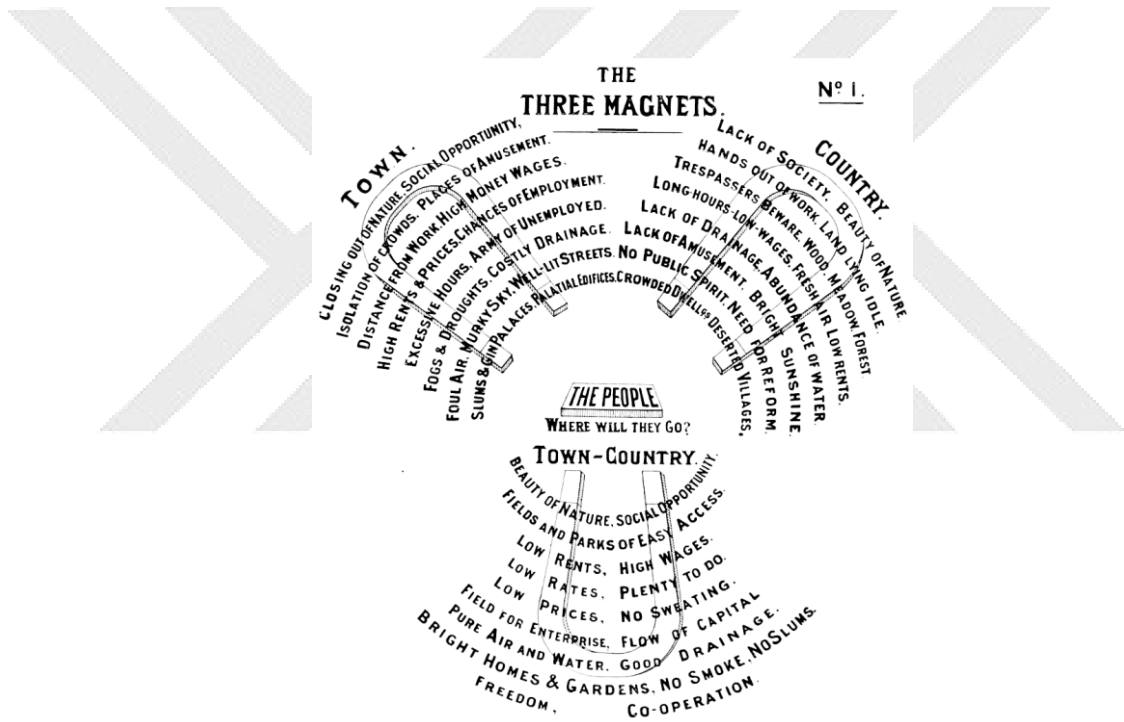 THE
THREE MAGNETS.
Nº 1.
TOWN.
CLOSING OUT OF NATURE. SOCIAL OPPORTUNITY,
ISOLATION OF CROWDS. PLACES OF AMUSEMENT.
DISTANCE FROM WORK. HIGH MONEY WAGES.
HIGH RENTS & PRICES. CHANCES OF EMPLOYMENT.
EXCESSIVE HOURS. ARMY OF UNEMPLOYED.
FOGS & DROUGHTS. COSTLY DRAINAGE.
FOUL AIR. MURKY SKY. WELL-LIT STREETS.
SLUMS & GIN PALACES. PALATIAL EDIFICES.
COUNTRY.
LACK OF SOCIETY. BEAUTY OF NATURE.
HANDS OUT OF WORK. LAND LYING IDLE.
TRESPASSERS BEWARE. WOOD, MEADOW, FOREST
LONG-HOURS-LOW-WAGES. FRESH AIR LOW RENTS.
LACK OF DRAINAGE. ABUNDANCE OF WATER.
LACK OF AMUSEMENT. BRIGHT SUNSHINE.
NO PUBLIC SPIRIT. NEED FOR REFORM.
CROWDED DWELLgs DESERTED VILLAGES,
THE PEOPLE
WHERE WILL THEY GO?
TOWN-COUNTRY.
BEAUTY OF NATURE. SOCIAL OPPORTUNITY.
FIELDS AND PARKS OF EASY ACCESS.
LOW RENTS, HIGH WAGES.
LOW RATES, PLENTY TO DO.
LOW PRICES, NO SWEATING.
FIELD FOR ENTERPRISE, FLOW OF CAPITAL
PURE AIR AND WATER. GOOD DRAINAGE.
BRIGHT HOMES & GARDENS, NO SMOKE, NO SLUMS.
FREEDOM, CO-OPERATION.